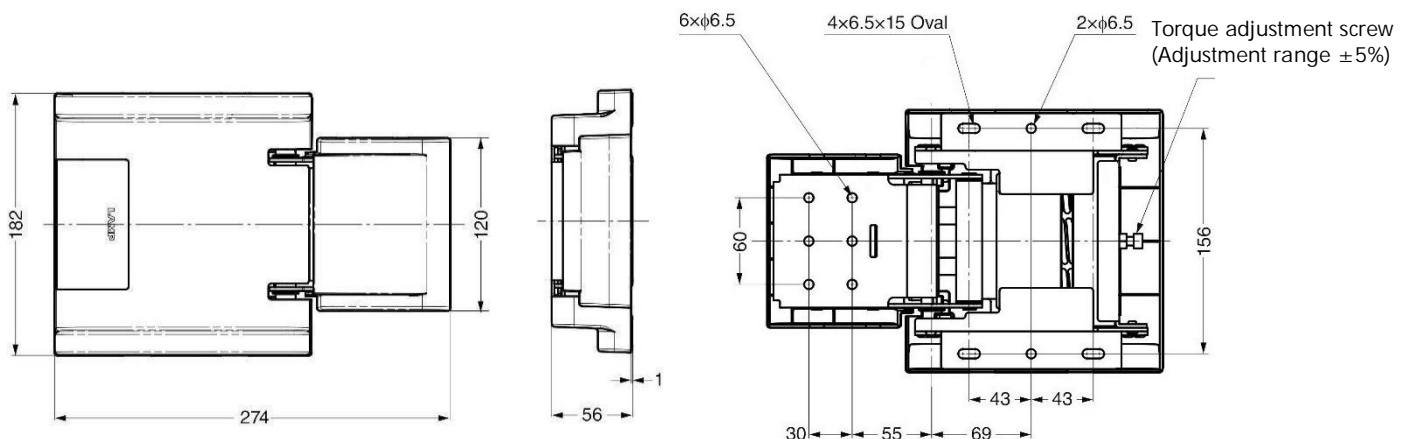 6×φ6.5
4×6.5×15 Oval
2×φ6.5
Torque adjustment screw
(Adjustment range ±5%)
182
LAMP
120
274
56
1
60
156
43
43
30
55
69